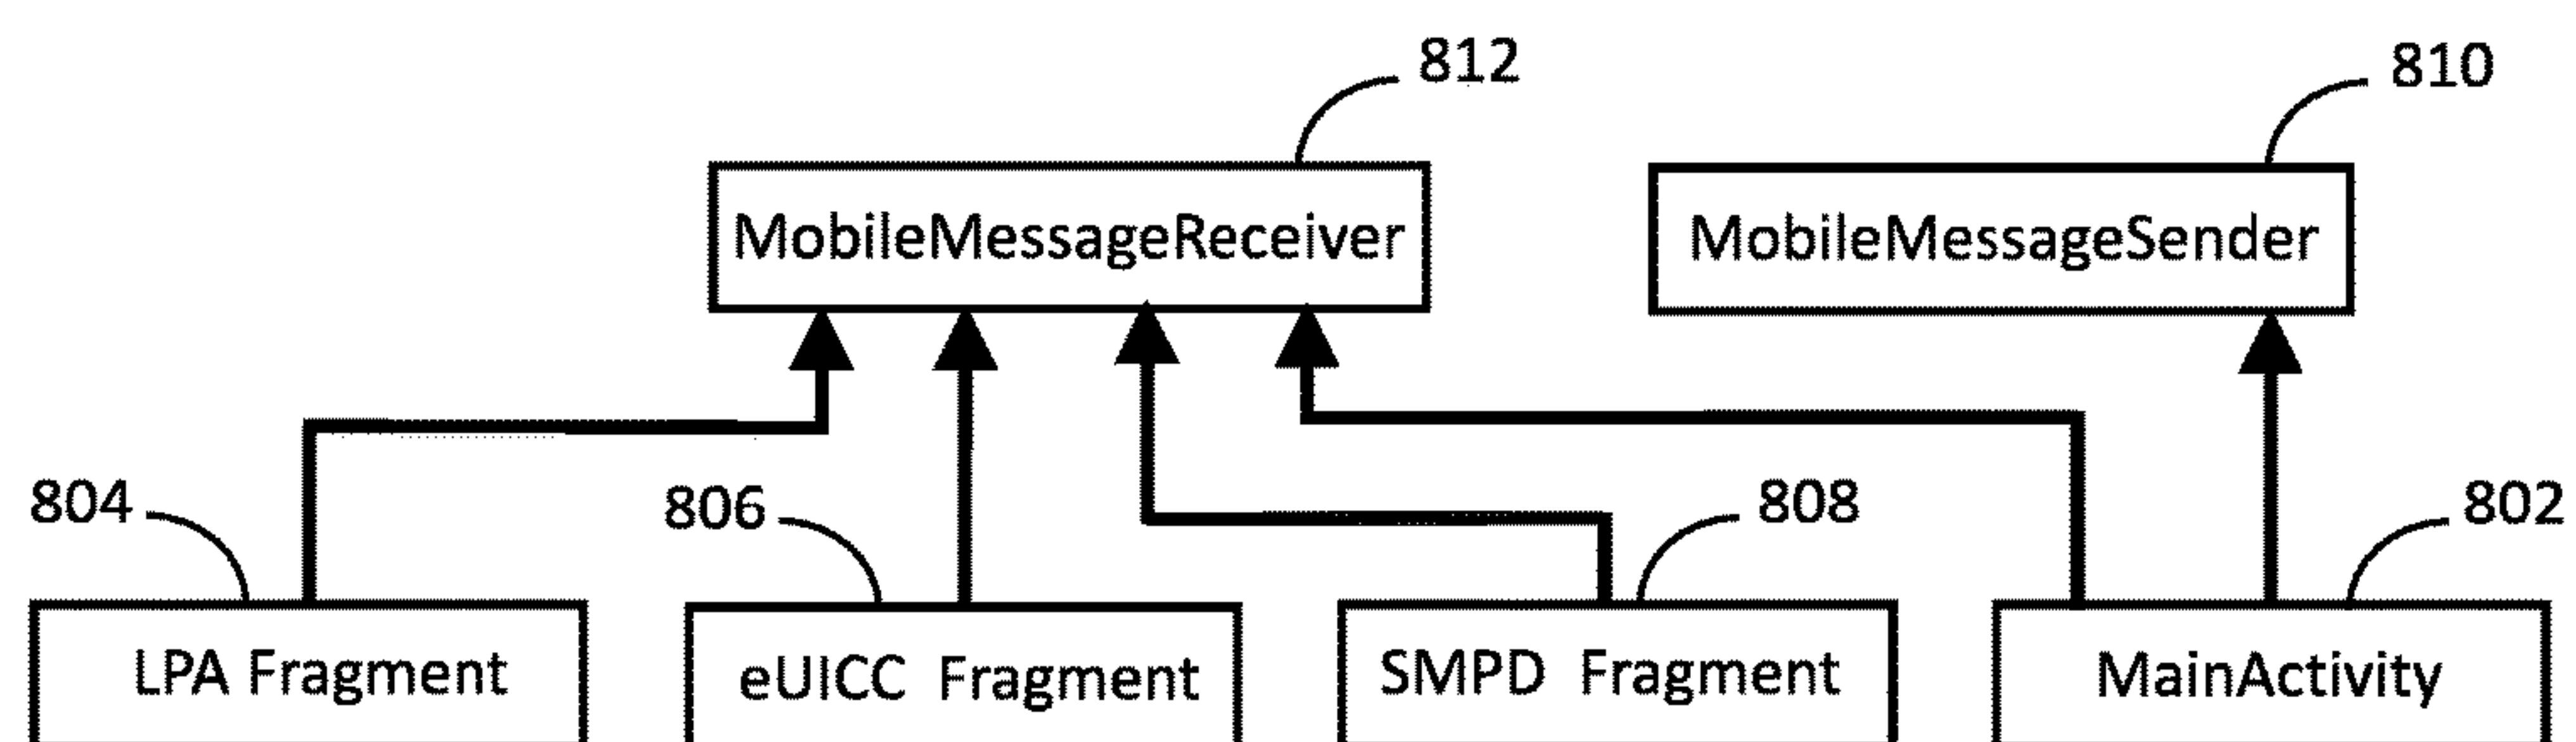 812
810
MobileMessageReceiver
MobileMessageSender
804
806
808
802
LPA Fragment
eUICC Fragment
SMPD Fragment
MainActivity